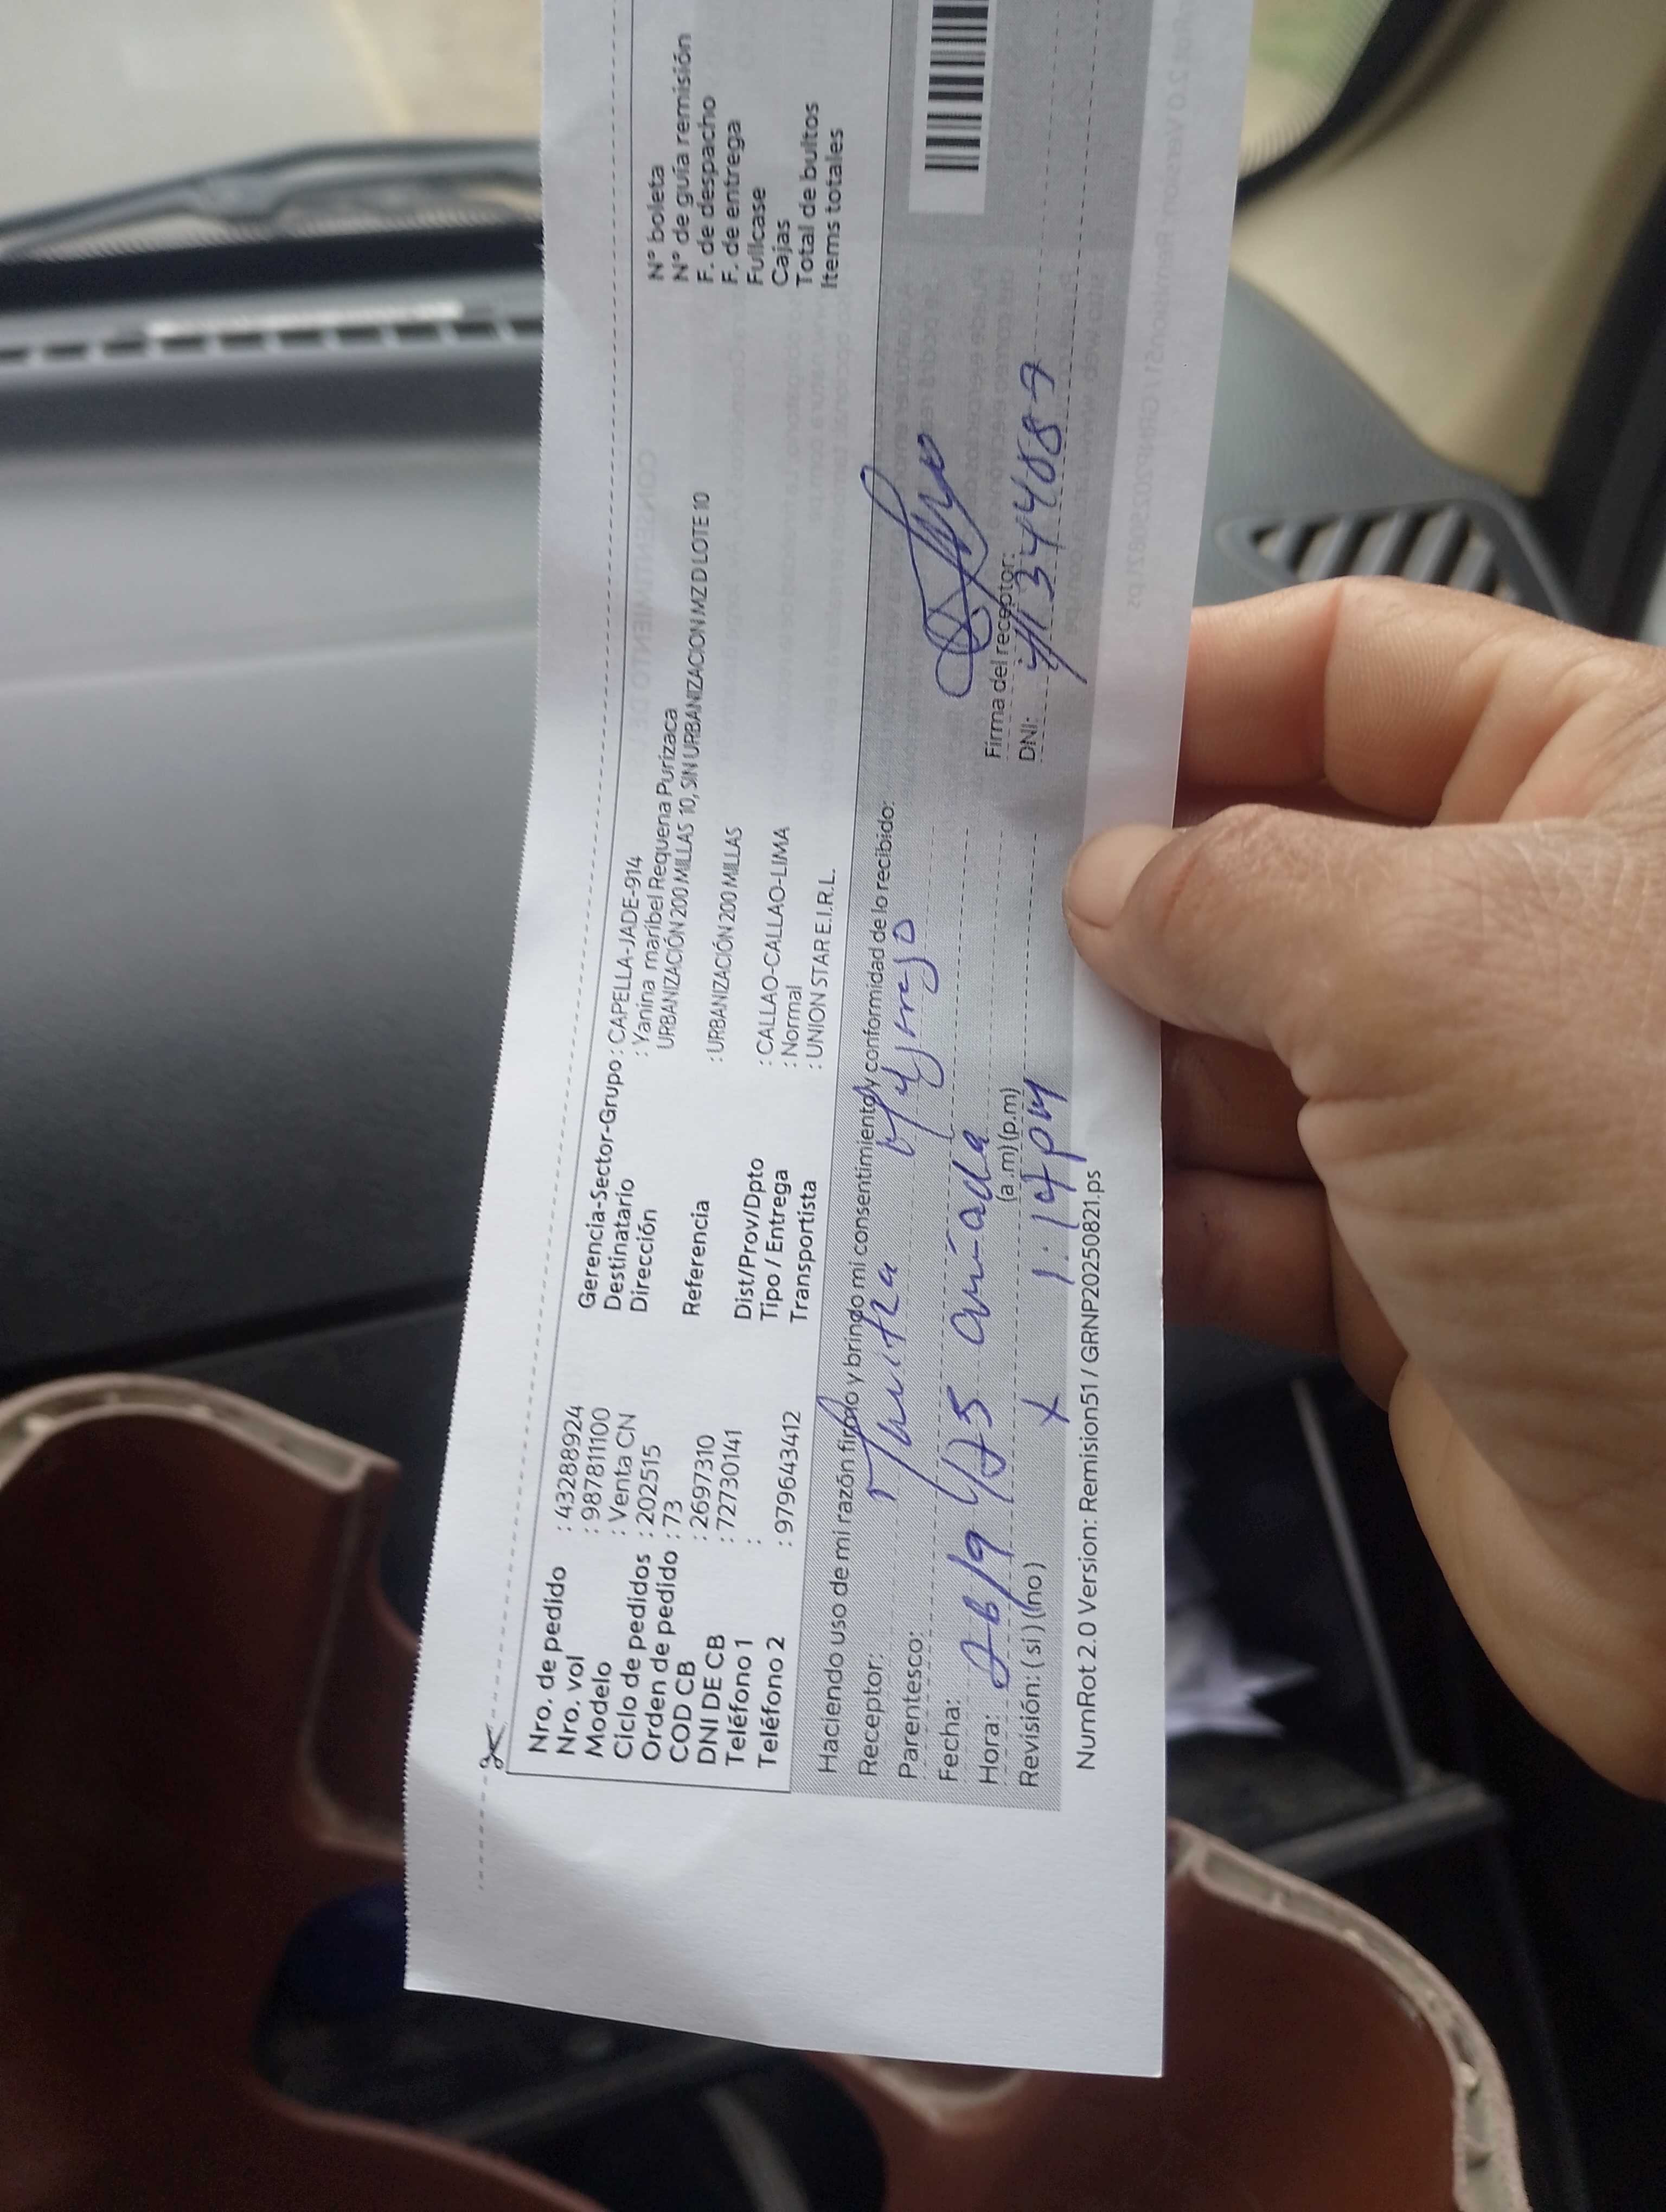 Nro. de pedido : 43288924
Nro. vol : 987811100
Modelo : Venta CN
Ciclo de pedidos : 202515
Orden de pedido : 73
COD CB : 2697310
DNI DE CB : 72730141
Teléfono 1 :
Teléfono 2 : 979643412
Gerencia-Sector-Grupo : CAPELLA-JADE-914
Destinatario : Yanina maribel Requena Purizaca
Dirección URBANIZACIÓN 200 MILLAS 10, SIN URBANIZACION MZ D LOTE 10
Referencia : URBANIZACIÓN 200 MILLAS
Dist/Prov/Dpto : CALLAO-CALLAO-LIMA
Tipo / Entrega : Normal
Transportista : UNION STAR E.I.R.L.
N° boleta
N° de guía remisión
F. de despacho
F. de entrega
Fullcase
Cajas
Total de bultos
Items totales
Haciendo uso de mi razón firmo y brindo mi consentimiento y conformidad de lo recibido:
Receptor:
Parentesco:
Fecha:
Hora: (a .m) (p.m)
Revisión: ( sí ) (no ) x 1:14pm
Firma del receptor:
DNI:
NumRot 2.0 Version: Remision51 / GRNP20250821.ps